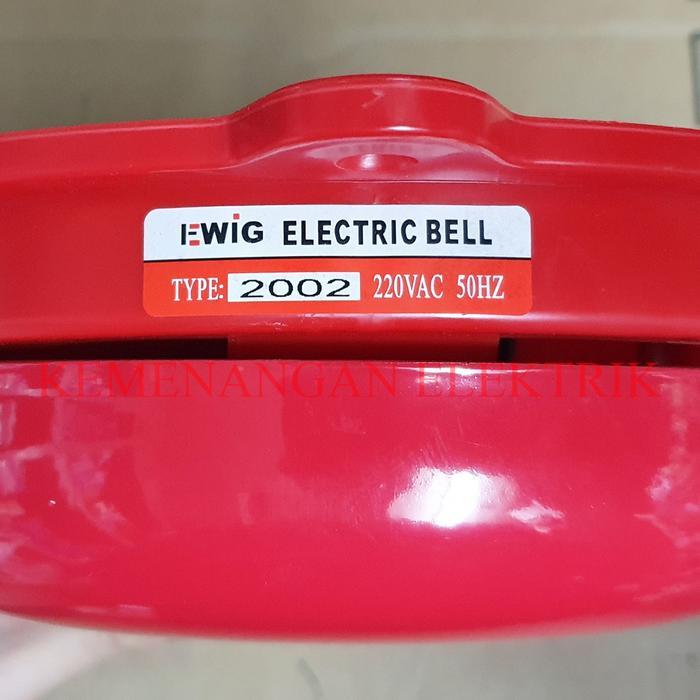 EWiG ELECTRIC BELL
TYPE: 2002 220VAC 50HZ
KEMENANGAN ELEKTRIK